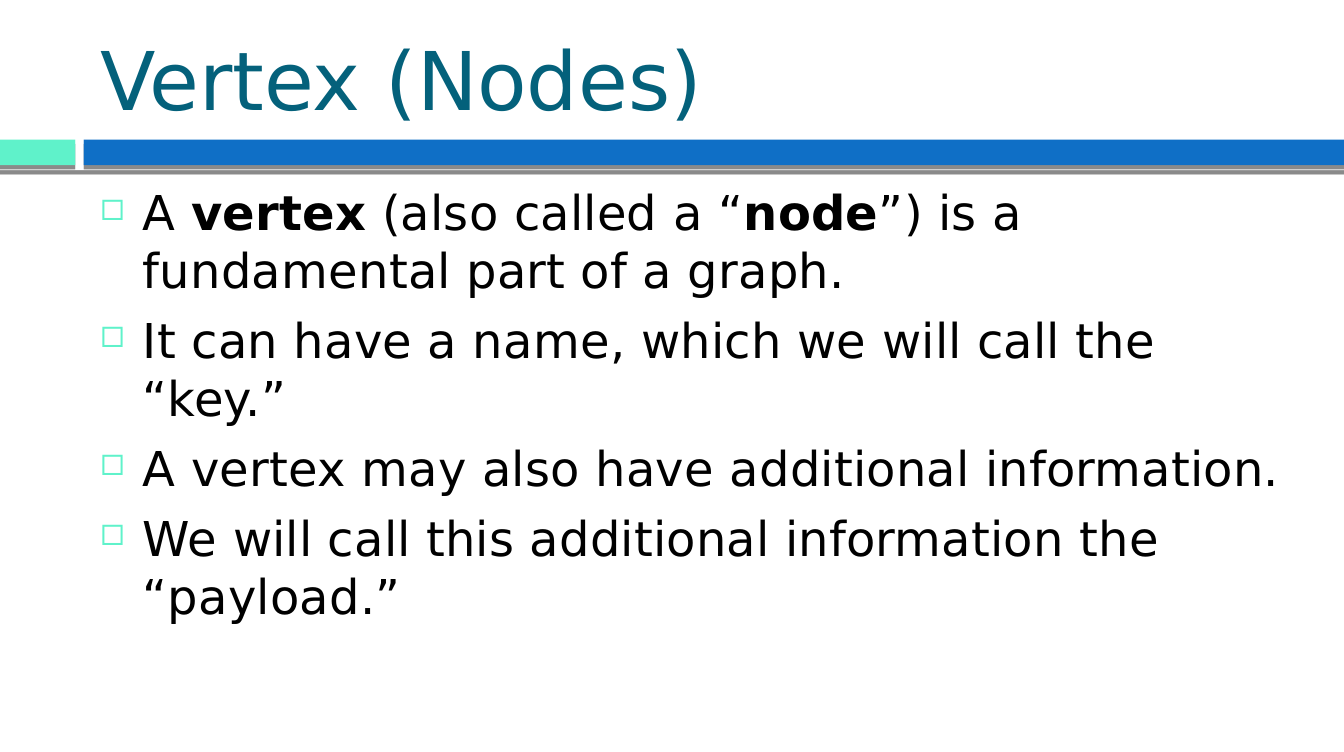 Vertex (Nodes)
A vertex (also called a “node”) is a
fundamental part of a graph.
It can have a name, which we will call the
“key.”
A vertex may also have additional information.
We will call this additional information the
“payload.”